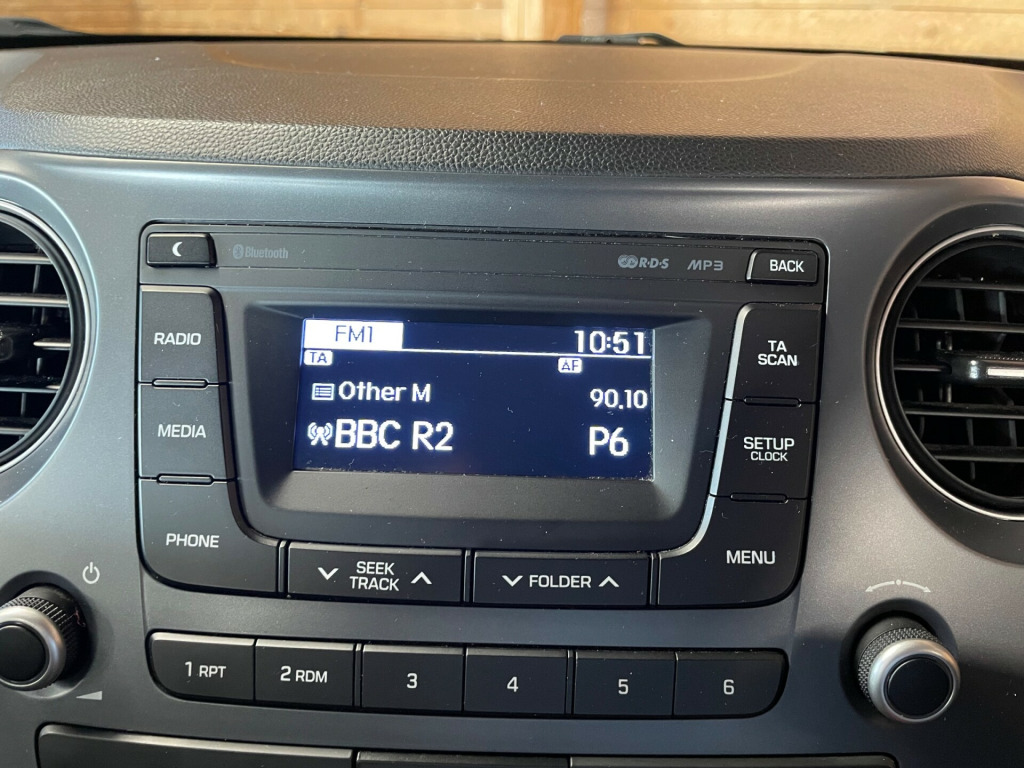 Bluetooth
R·D·S MP3
BACK
RADIO
MEDIA
PHONE
FM1 10:51
TA AF
Other M 90.10
BBC R2 P6
TA
SCAN
SETUP
CLOCK
MENU
SEEK
TRACK
FOLDER
1 RPT
2 RDM
3
4
5
6